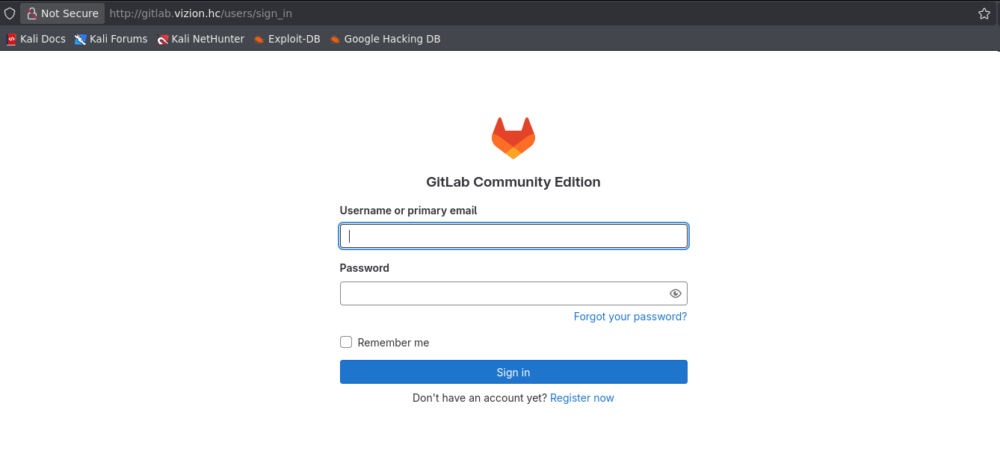 Not Secure http://gitlab.vizion.hc/users/sign_in
Kali Docs Kali Forums Kali NetHunter Exploit-DB Google Hacking DB
GitLab Community Edition
Username or primary email
Password
Forgot your password?
Remember me
Sign in
Don't have an account yet? Register now